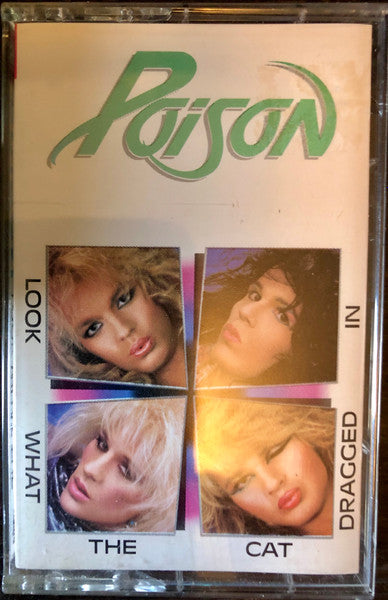 Poison
LOOK
WHAT
THE
CAT
DRAGGED
IN